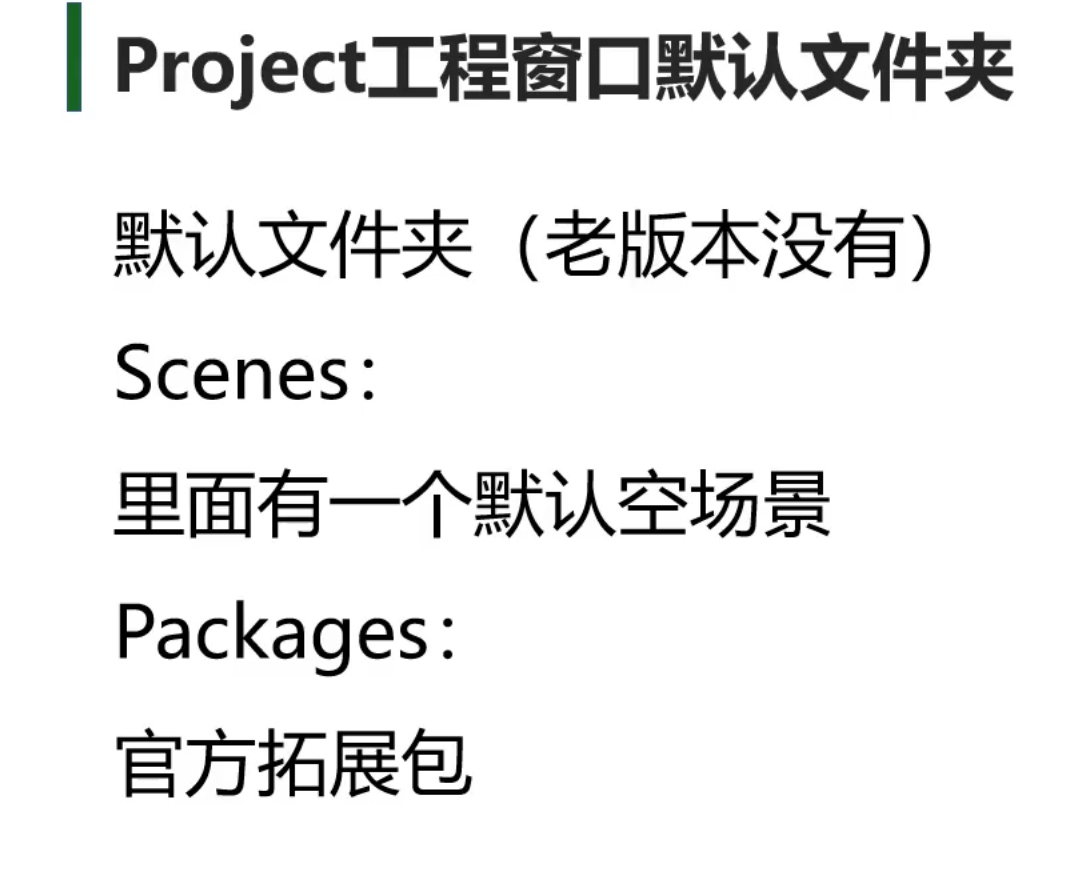 Project工程窗口默认文件夹
默认文件夹（老版本没有）
Scenes：
里面有一个默认空场景
Packages：
官方拓展包